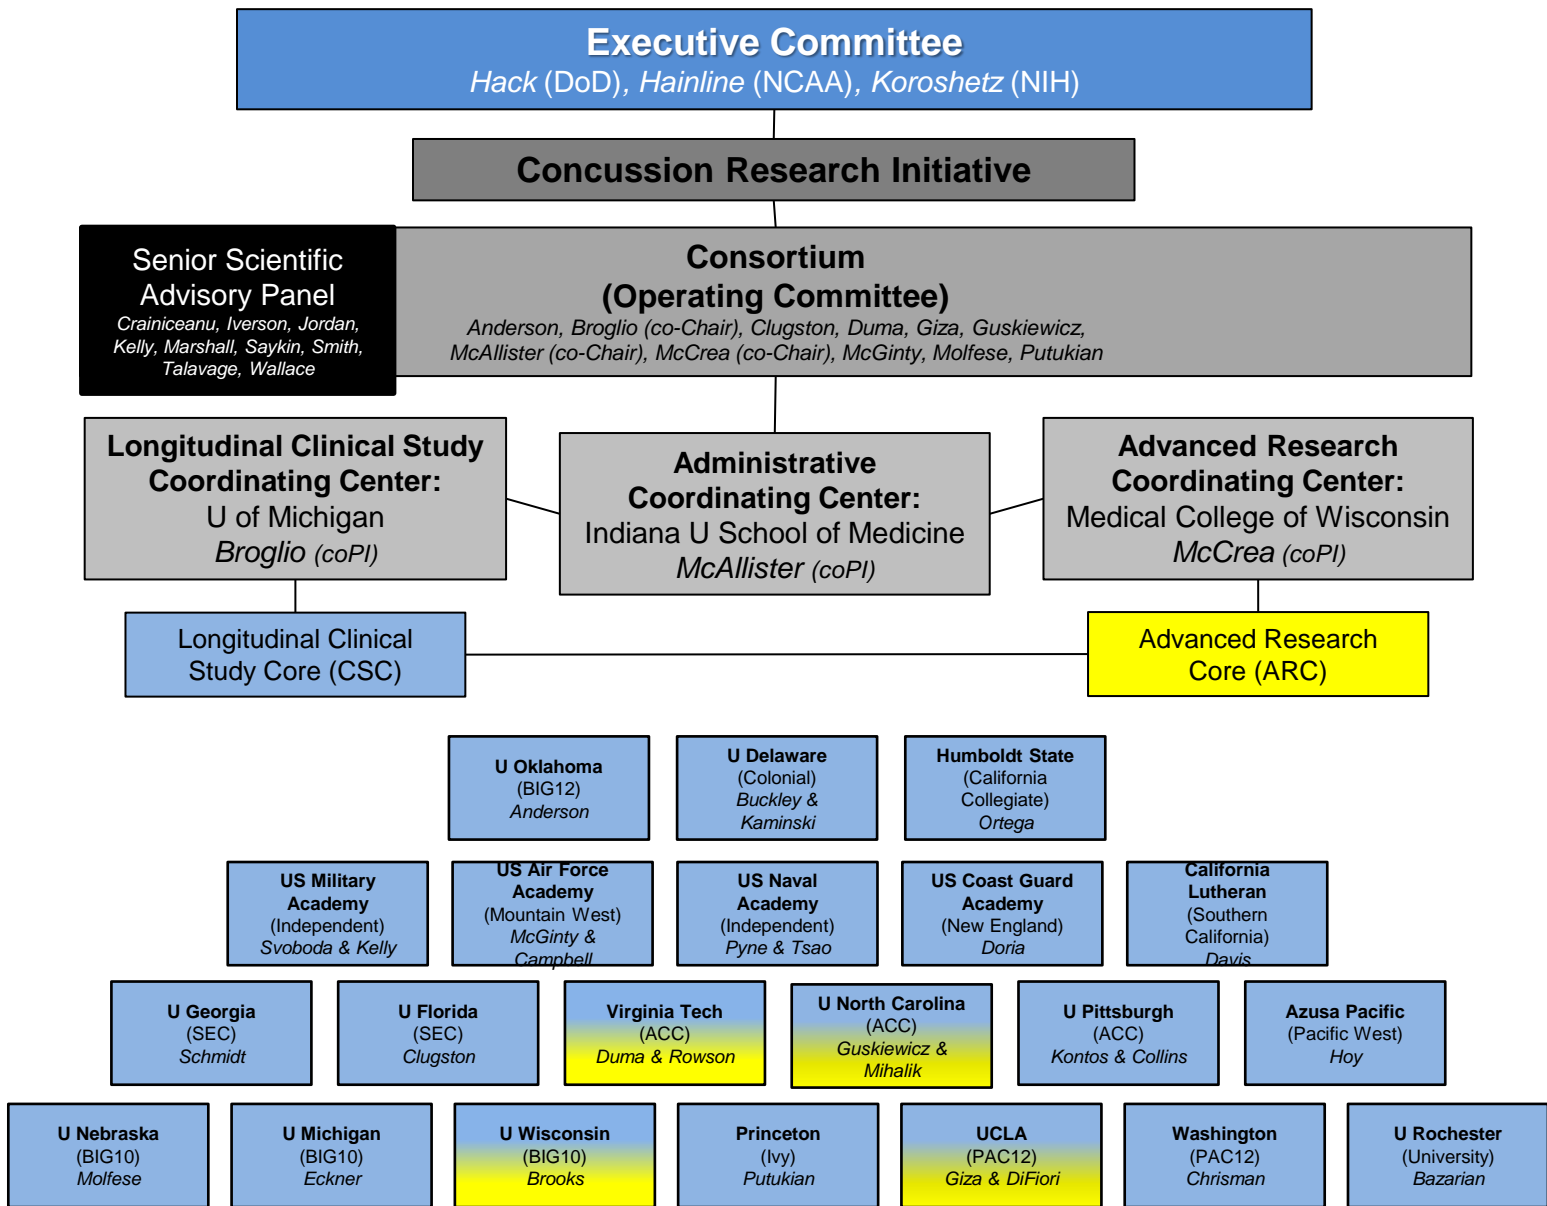 Executive Committee
Hack (DoD), Hainline (NCAA), Koroshetz (NIH)
Concussion Research Initiative
Senior Scientific
Advisory Panel
Crainiceanu, Iverson, Jordan,
Kelly, Marshall, Saykin, Smith,
Talavage, Wallace
Consortium
(Operating Committee)
Anderson, Broglio (co-Chair), Clugston, Duma, Giza, Guskiewicz,
McAllister (co-Chair), McCrea (co-Chair), McGinty, Molfese, Putukian
Longitudinal Clinical Study
Coordinating Center:
U of Michigan
Broglio (coPI)
Administrative
Coordinating Center:
Indiana U School of Medicine
McAllister (coPI)
Advanced Research
Coordinating Center:
Medical College of Wisconsin
McCrea (coPI)
Longitudinal Clinical
Study Core (CSC)
Advanced Research
Core (ARC)
U Oklahoma
(BIG12)
Anderson
U Delaware
(Colonial)
Buckley &
Kaminski
Humboldt State
(California
Collegiate)
Ortega
US Military
Academy
(Independent)
Svoboda & Kelly
US Air Force
Academy
(Mountain West)
McGinty &
Campbell
US Naval
Academy
(Independent)
Pyne & Tsao
US Coast Guard
Academy
(New England)
Doria
California
Lutheran
(Southern
California)
Davis
U Georgia
(SEC)
Schmidt
U Florida
(SEC)
Clugston
Virginia Tech
(ACC)
Duma & Rowson
U North Carolina
(ACC)
Guskiewicz &
Mihalik
U Pittsburgh
(ACC)
Kontos & Collins
Azusa Pacific
(Pacific West)
Hoy
U Nebraska
(BIG10)
Molfese
U Michigan
(BIG10)
Eckner
U Wisconsin
(BIG10)
Brooks
Princeton
(Ivy)
Putukian
UCLA
(PAC12)
Giza & DiFiori
Washington
(PAC12)
Chrisman
U Rochester
(University)
Bazarian